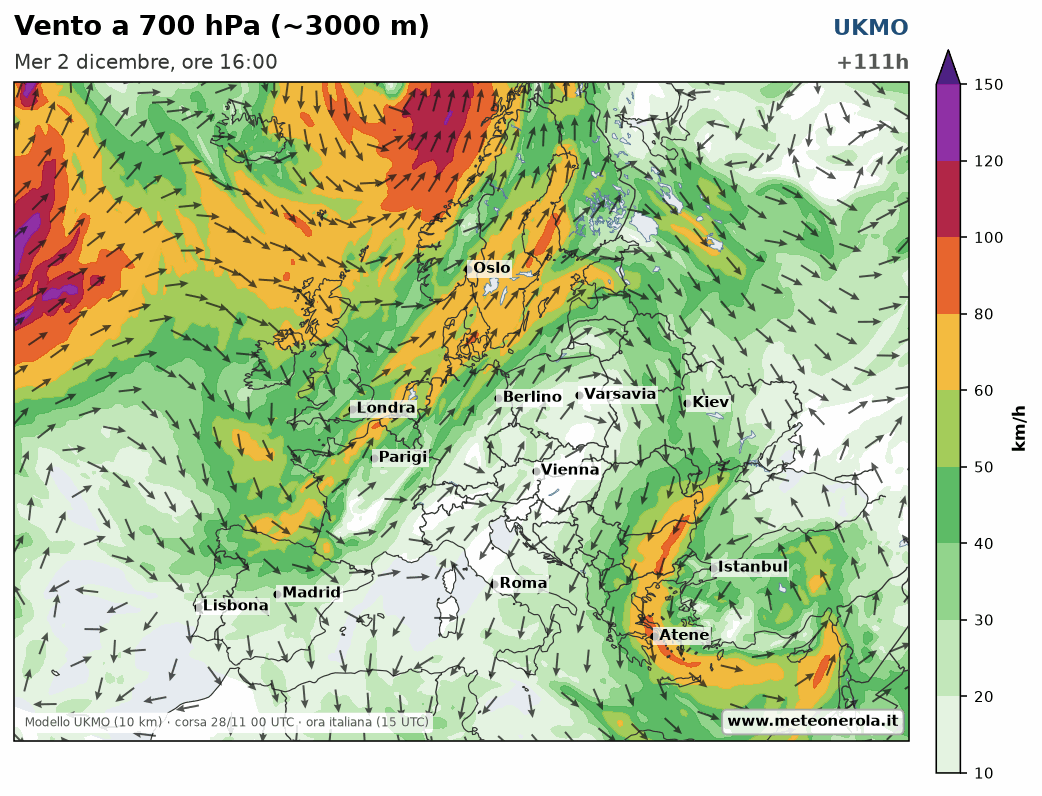 Vento a 700 hPa (~3000 m)
UKMO
Mer 2 dicembre, ore 16:00
+111h
150
120
100
80
60
50
40
30
20
10
km/h
Oslo
Londra
Berlino
Varsavia
Kiev
Parigi
Vienna
Istanbul
Roma
Madrid
Lisbona
Atene
Modello UKMO (10 km) · corsa 28/11 00 UTC · ora italiana (15 UTC)
www.meteonerola.it